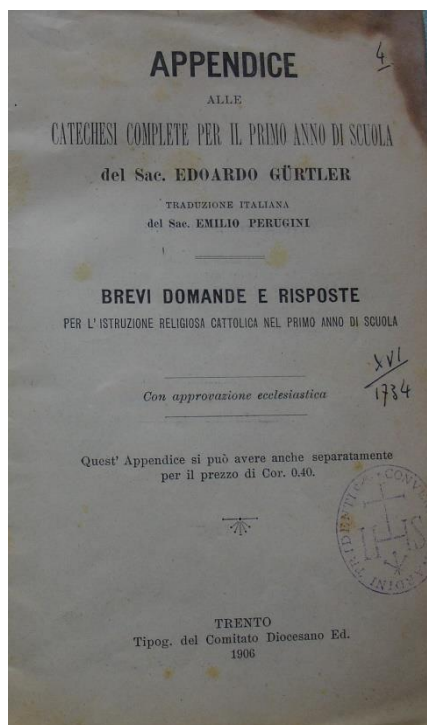 APPENDICE
4
ALLE
CATECHESI COMPLETE PER IL PRIMO ANNO DI SCUOLA
del Sac. EDOARDO GÜRTLER
TRADUZIONE ITALIANA
del Sac. EMILIO PERUGINI
BREVI DOMANDE E RISPOSTE
PER L'ISTRUZIONE RELIGIOSA CATTOLICA NEL PRIMO ANNO DI SCUOLA
XVI
1734
Con approvazione ecclesiastica
Quest' Appendice si può avere anche separatamente
per il prezzo di Cor. 0.40.
IHS
TRENTO
Tipog. del Comitato Diocesano Ed.
1906